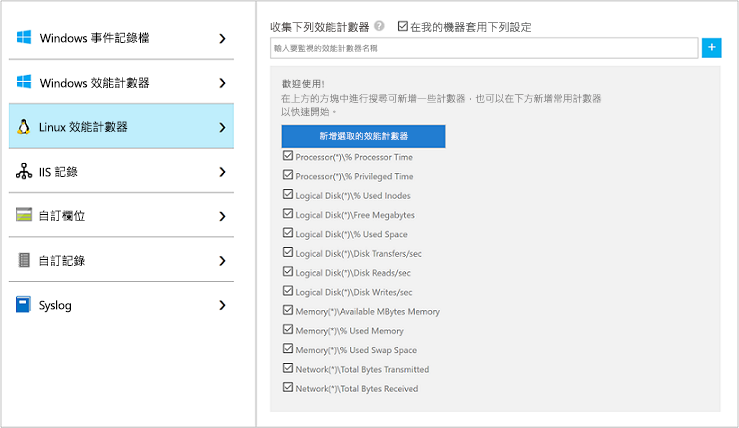 Windows 事件記錄檔
Windows 效能計數器
Linux 效能計數器
IIS 記錄
自訂欄位
自訂記錄
Syslog
收集下列效能計數器 ? 在我的機器套用下列設定
輸入要監視的效能計數器名稱
歡迎使用!
在上方的方塊中進行搜尋可新增一些計數器，也可以在下方新增常用計數器
以快速開始。
新增選取的效能計數器
Processor(*)\% Processor Time
Processor(*)\% Privileged Time
Logical Disk(*)\% Used Inodes
Logical Disk(*)\Free Megabytes
Logical Disk(*)\% Used Space
Logical Disk(*)\Disk Transfers/sec
Logical Disk(*)\Disk Reads/sec
Logical Disk(*)\Disk Writes/sec
Memory(*)\Available MBytes Memory
Memory(*)\% Used Memory
Memory(*)\% Used Swap Space
Network(*)\Total Bytes Transmitted
Network(*)\Total Bytes Received